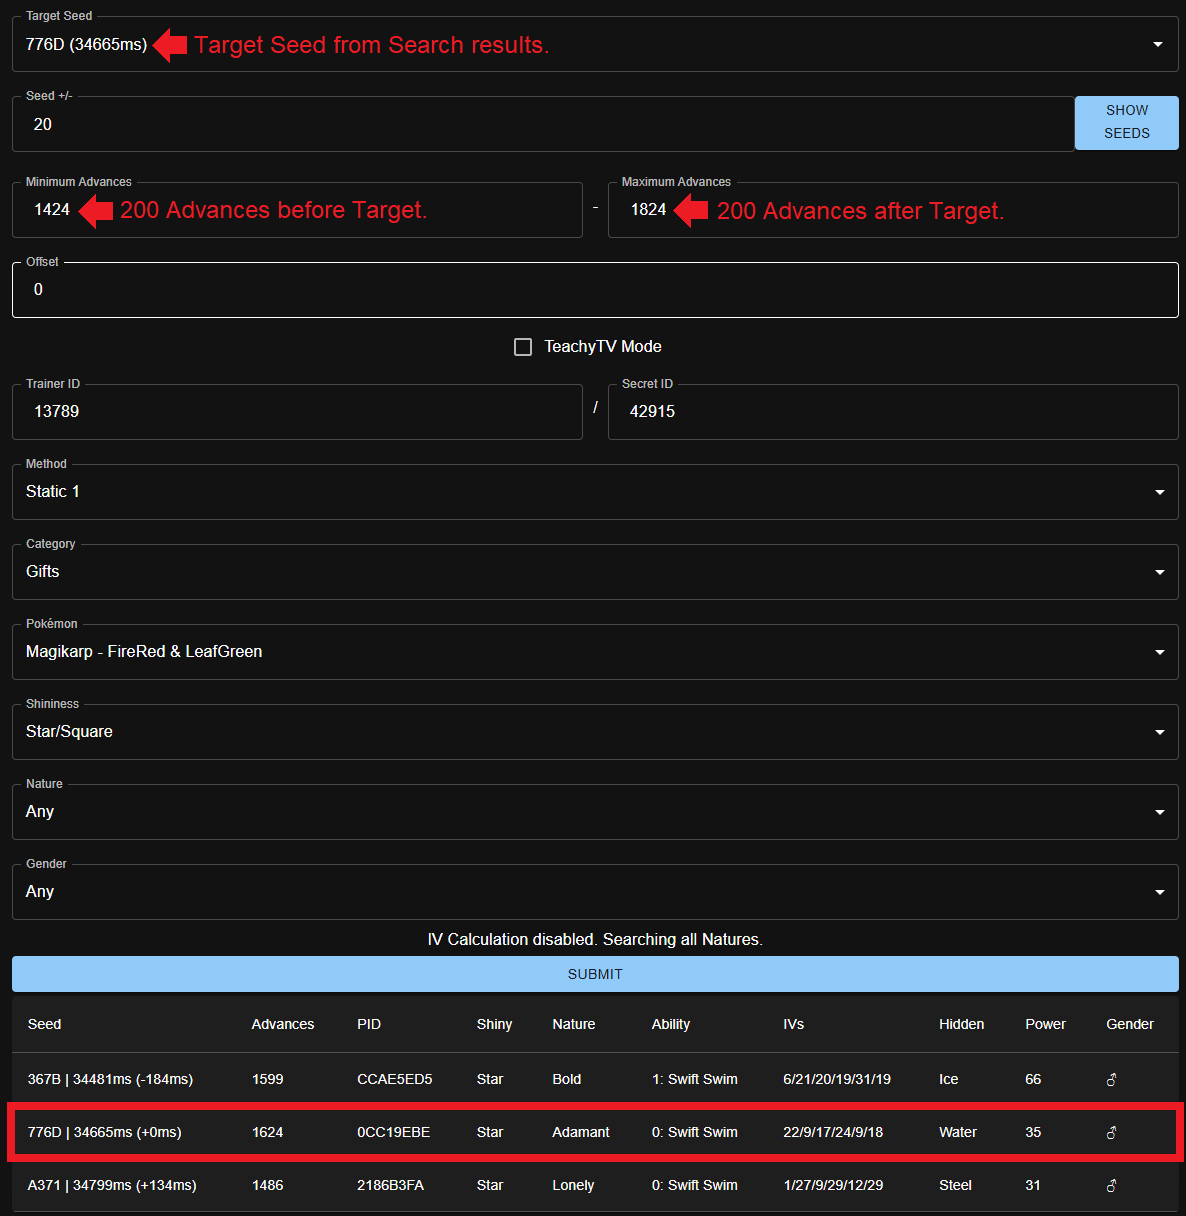 Target Seed
776D (34665ms) Target Seed from Search results.
Seed +/-
20
SHOW
SEEDS
Minimum Advances
1424 200 Advances before Target.
-
Maximum Advances
1824 200 Advances after Target.
Offset
0
TeachyTV Mode
Trainer ID
13789
/
Secret ID
42915
Method
Static 1
Category
Gifts
Pokémon
Magikarp - FireRed & LeafGreen
Shininess
Star/Square
Nature
Any
Gender
Any
IV Calculation disabled. Searching all Natures.
SUBMIT
Seed Advances PID Shiny Nature Ability IVs Hidden Power Gender
367B | 34481ms (-184ms) 1599 CCAE5ED5 Star Bold 1: Swift Swim 6/21/20/19/31/19 Ice 66 ♂
776D | 34665ms (+0ms) 1624 0CC19EBE Star Adamant 0: Swift Swim 22/9/17/24/9/18 Water 35 ♂
A371 | 34799ms (+134ms) 1486 2186B3FA Star Lonely 0: Swift Swim 1/27/9/29/12/29 Steel 31 ♂